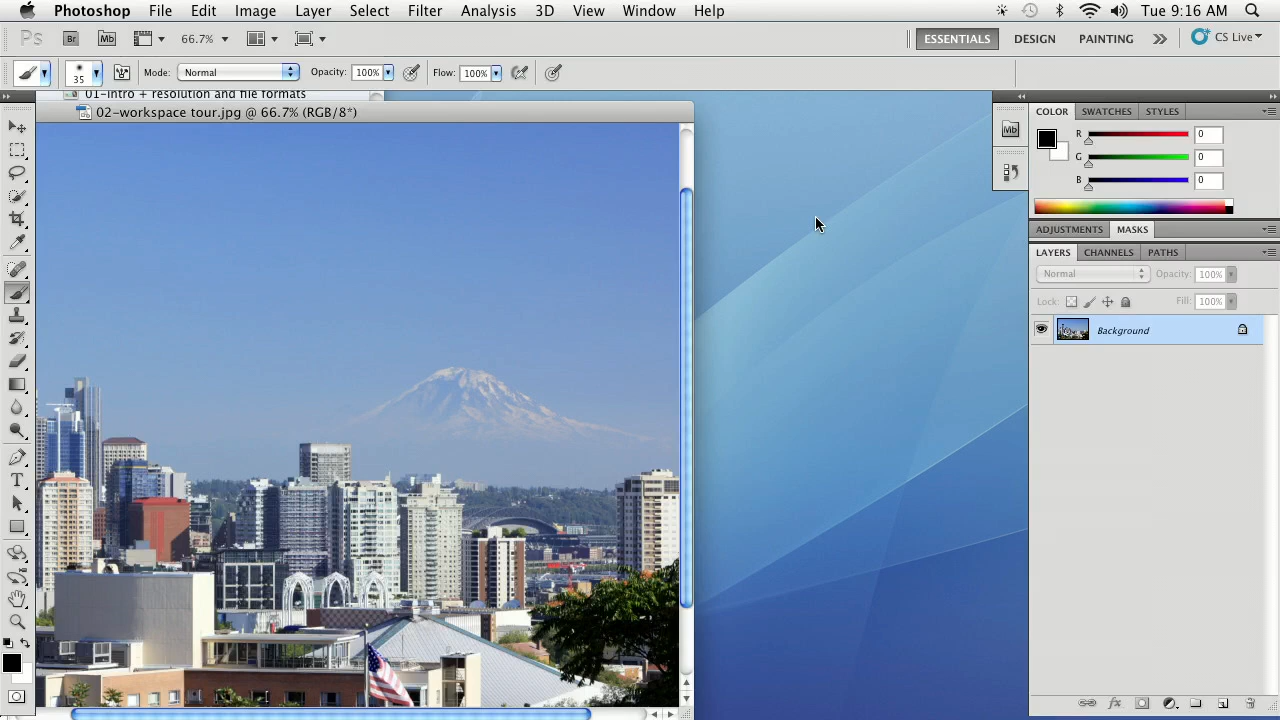 Photoshop File Edit Image Layer Select Filter Analysis 3D View Window Help Tue 9:16 AM
Ps Br Mb 66.7% ESSENTIALS DESIGN PAINTING CS Live
35 Mode: Normal Opacity: 100% Flow: 100%
01-intro + resolution and file formats
02-workspace tour.jpg @ 66.7% (RGB/8*)
Mb
COLOR SWATCHES STYLES
R 0
G 0
B 0
ADJUSTMENTS MASKS
LAYERS CHANNELS PATHS
Normal Opacity: 100%
Lock: Fill: 100%
Background
T
fx